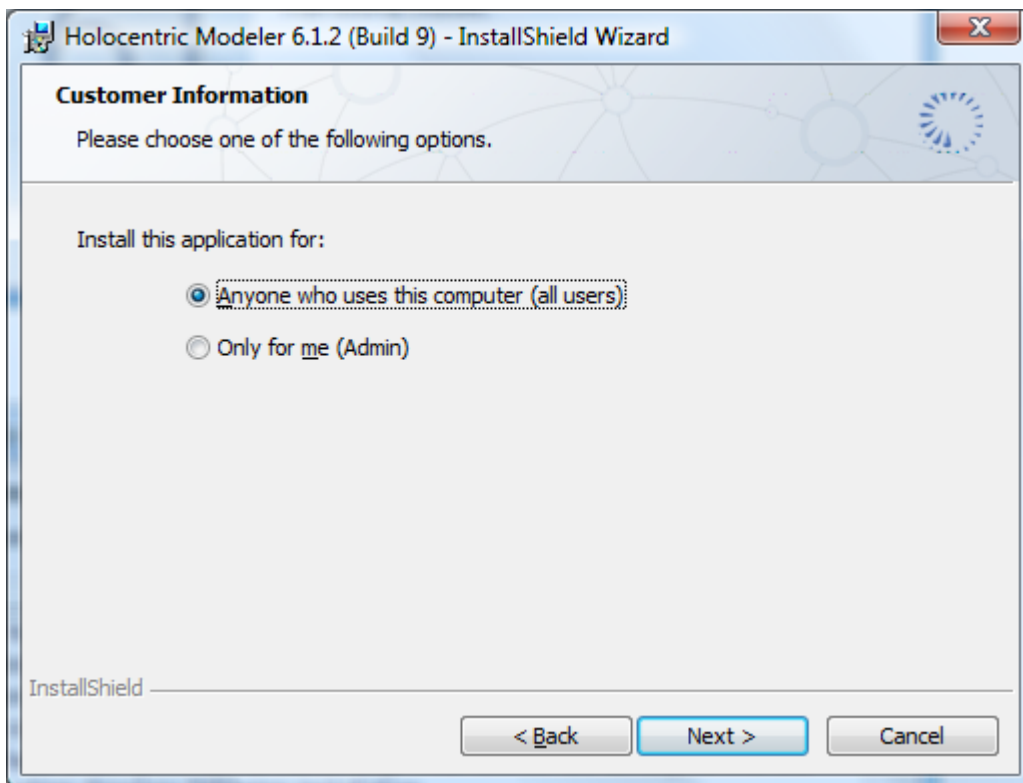 Holocentric Modeler 6.1.2 (Build 9) - InstallShield Wizard
Customer Information
Please choose one of the following options.
Install this application for:
Anyone who uses this computer (all users)
Only for me (Admin)
InstallShield
< Back Next > Cancel